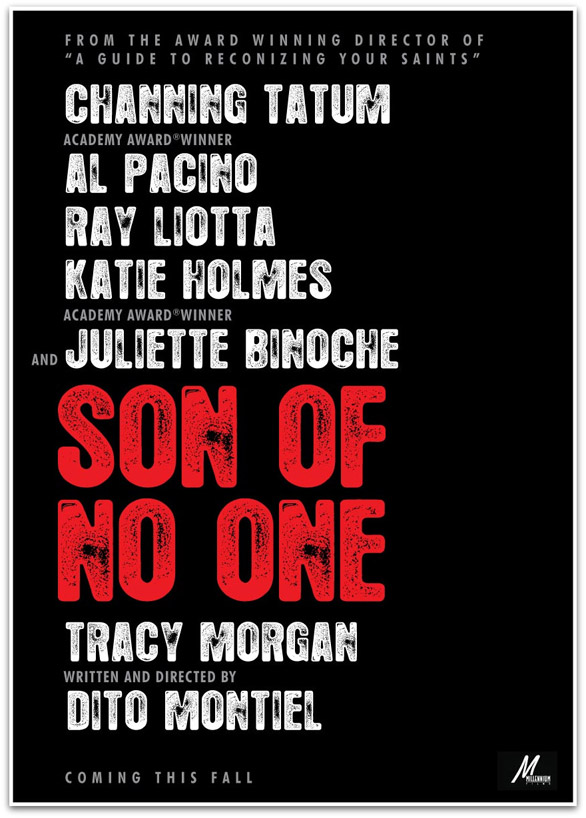 FROM THE AWARD WINNING DIRECTOR OF
“A GUIDE TO RECONIZING YOUR SAINTS”
CHANNING TATUM
ACADEMY AWARD®WINNER
AL PACINO
RAY LIOTTA
KATIE HOLMES
ACADEMY AWARD®WINNER
AND JULIETTE BINOCHE
SON OF
NO ONE
TRACY MORGAN
WRITTEN AND DIRECTED BY
DITO MONTIEL
COMING THIS FALL
M
MILLENNIUM
FILMS